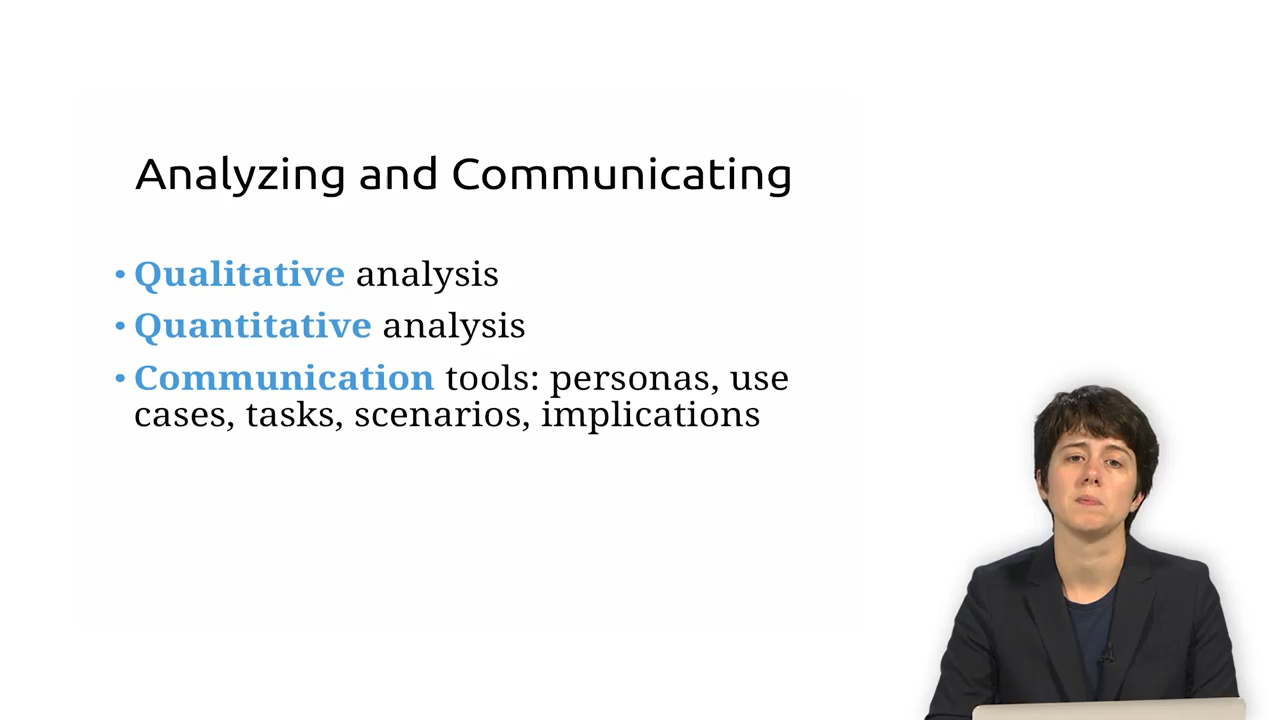 Analyzing and Communicating
• Qualitative analysis
• Quantitative analysis
• Communication tools: personas, use
cases, tasks, scenarios, implications